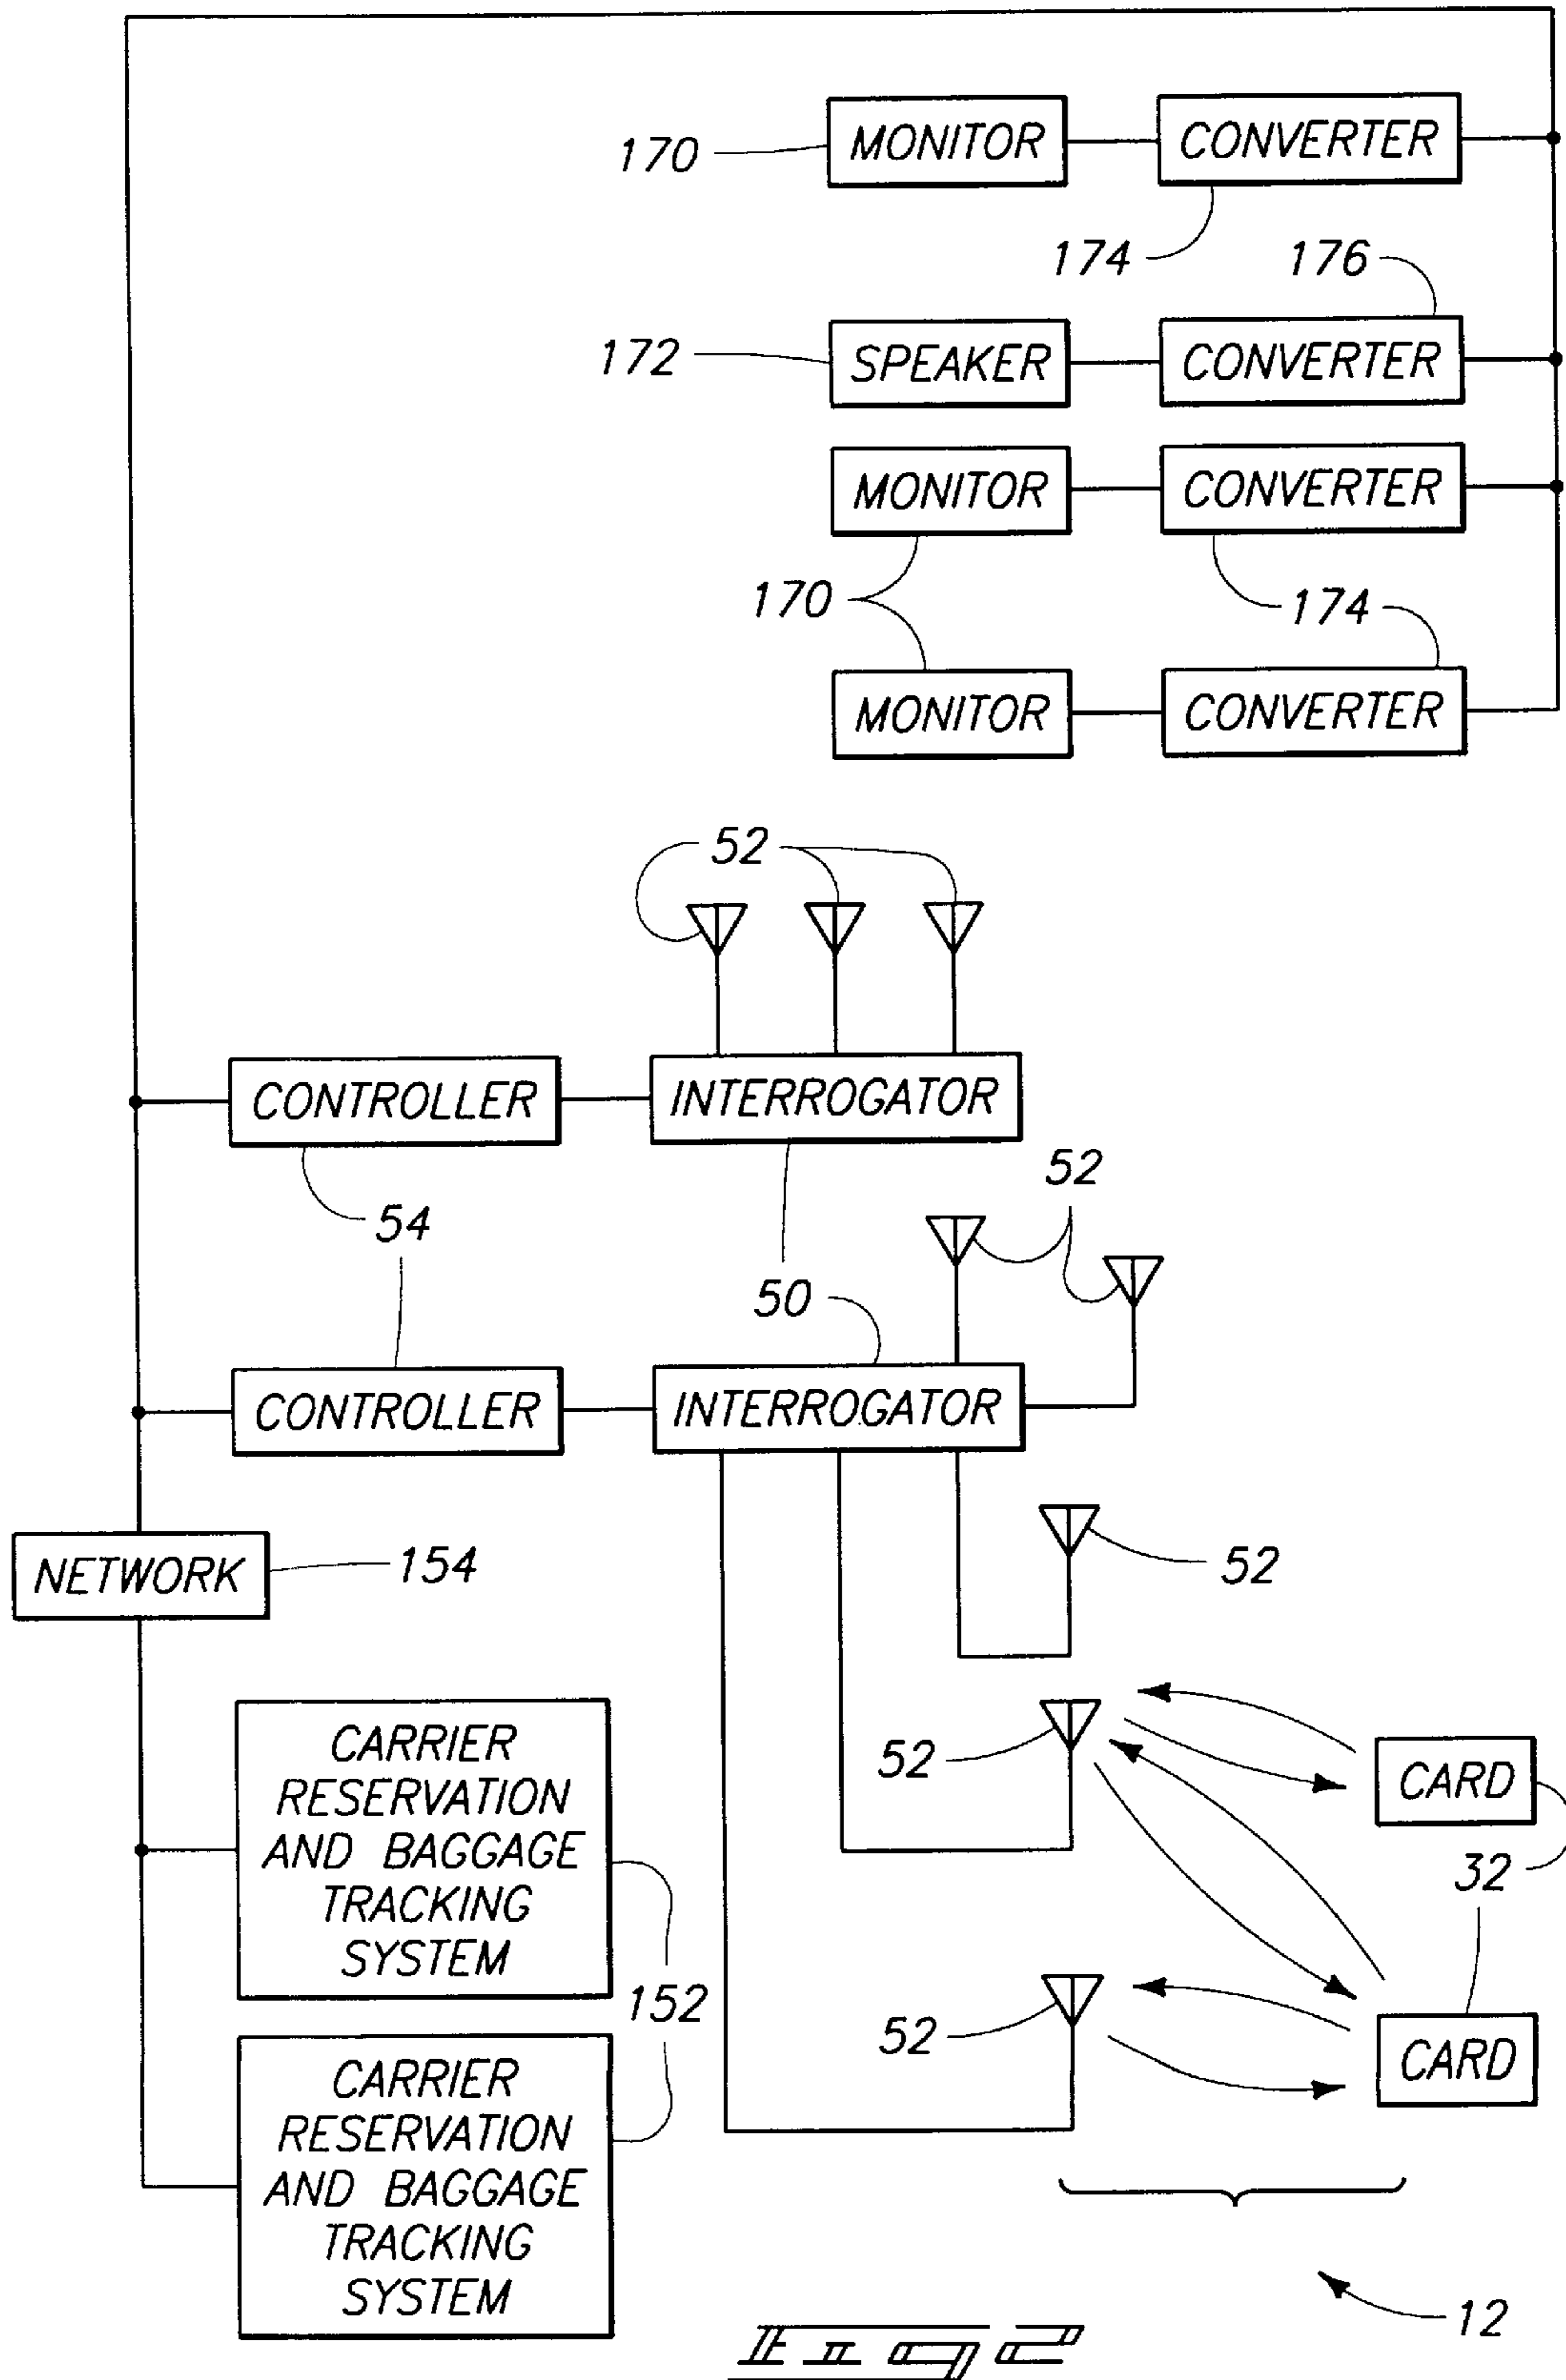 170 MONITOR CONVERTER
174 176
172 SPEAKER CONVERTER
MONITOR CONVERTER
170 174
MONITOR CONVERTER
52
CONTROLLER INTERROGATOR
54
52
50
CONTROLLER INTERROGATOR
NETWORK 154
52
CARRIER
RESERVATION
AND BAGGAGE
TRACKING
SYSTEM
152
CARRIER
RESERVATION
AND BAGGAGE
TRACKING
SYSTEM
52
CARD
32
52
CARD
12
Fig 2